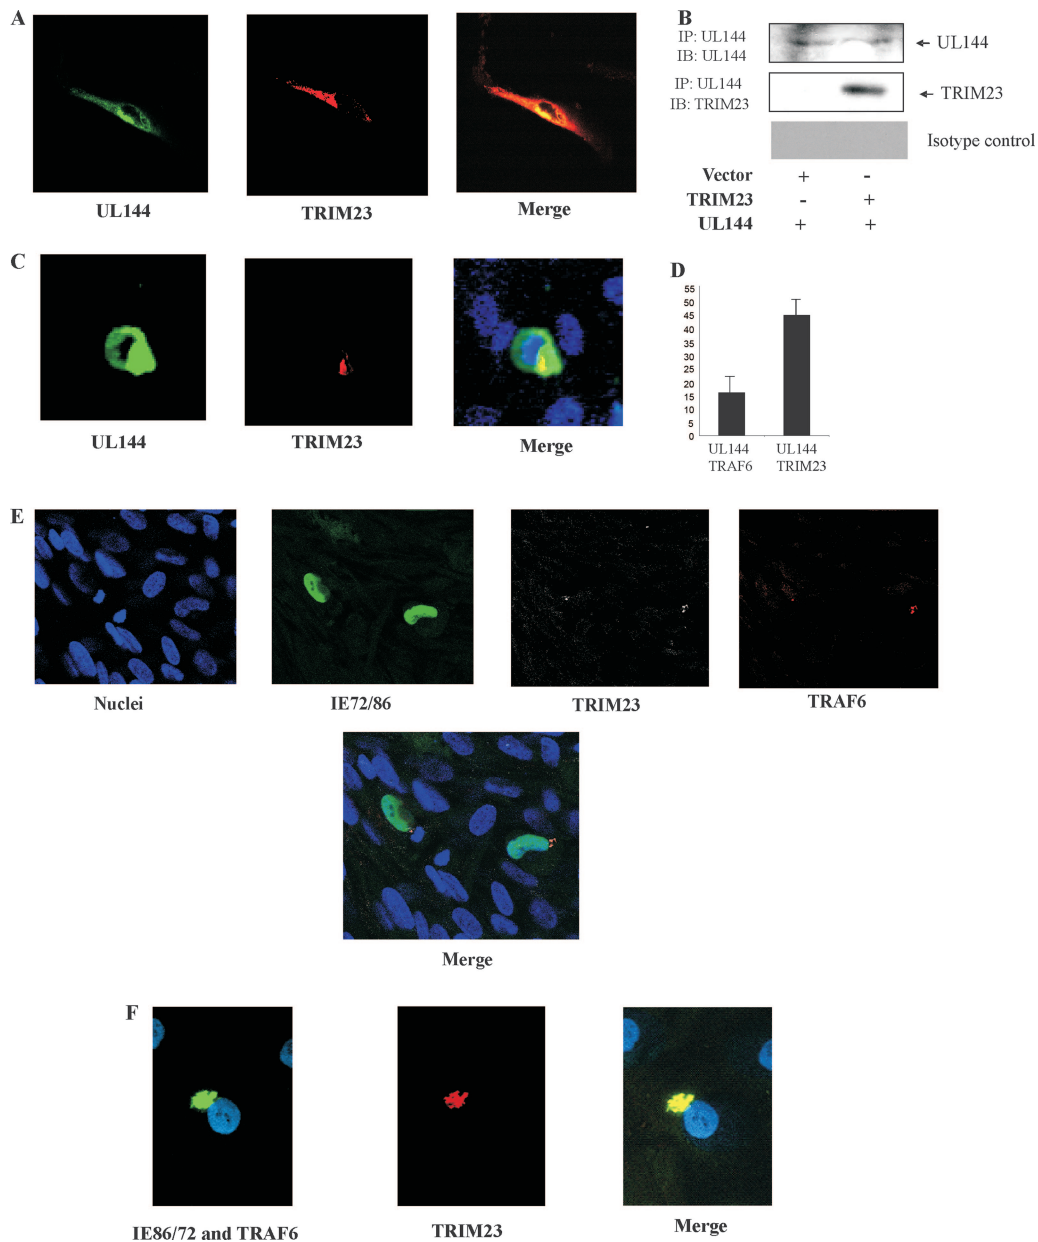 A
UL144
TRIM23
Merge
B
IP: UL144
IB: UL144
UL144
IP: UL144
IB: TRIM23
TRIM23
Isotype control
Vector + -
TRIM23 - +
UL144 + +
C
UL144
TRIM23
Merge
D
55
50
45
40
35
30
25
20
15
10
5
0
UL144 UL144
TRAF6 TRIM23
E
Nuclei
IE72/86
TRIM23
TRAF6
Merge
F
IE86/72 and TRAF6
TRIM23
Merge